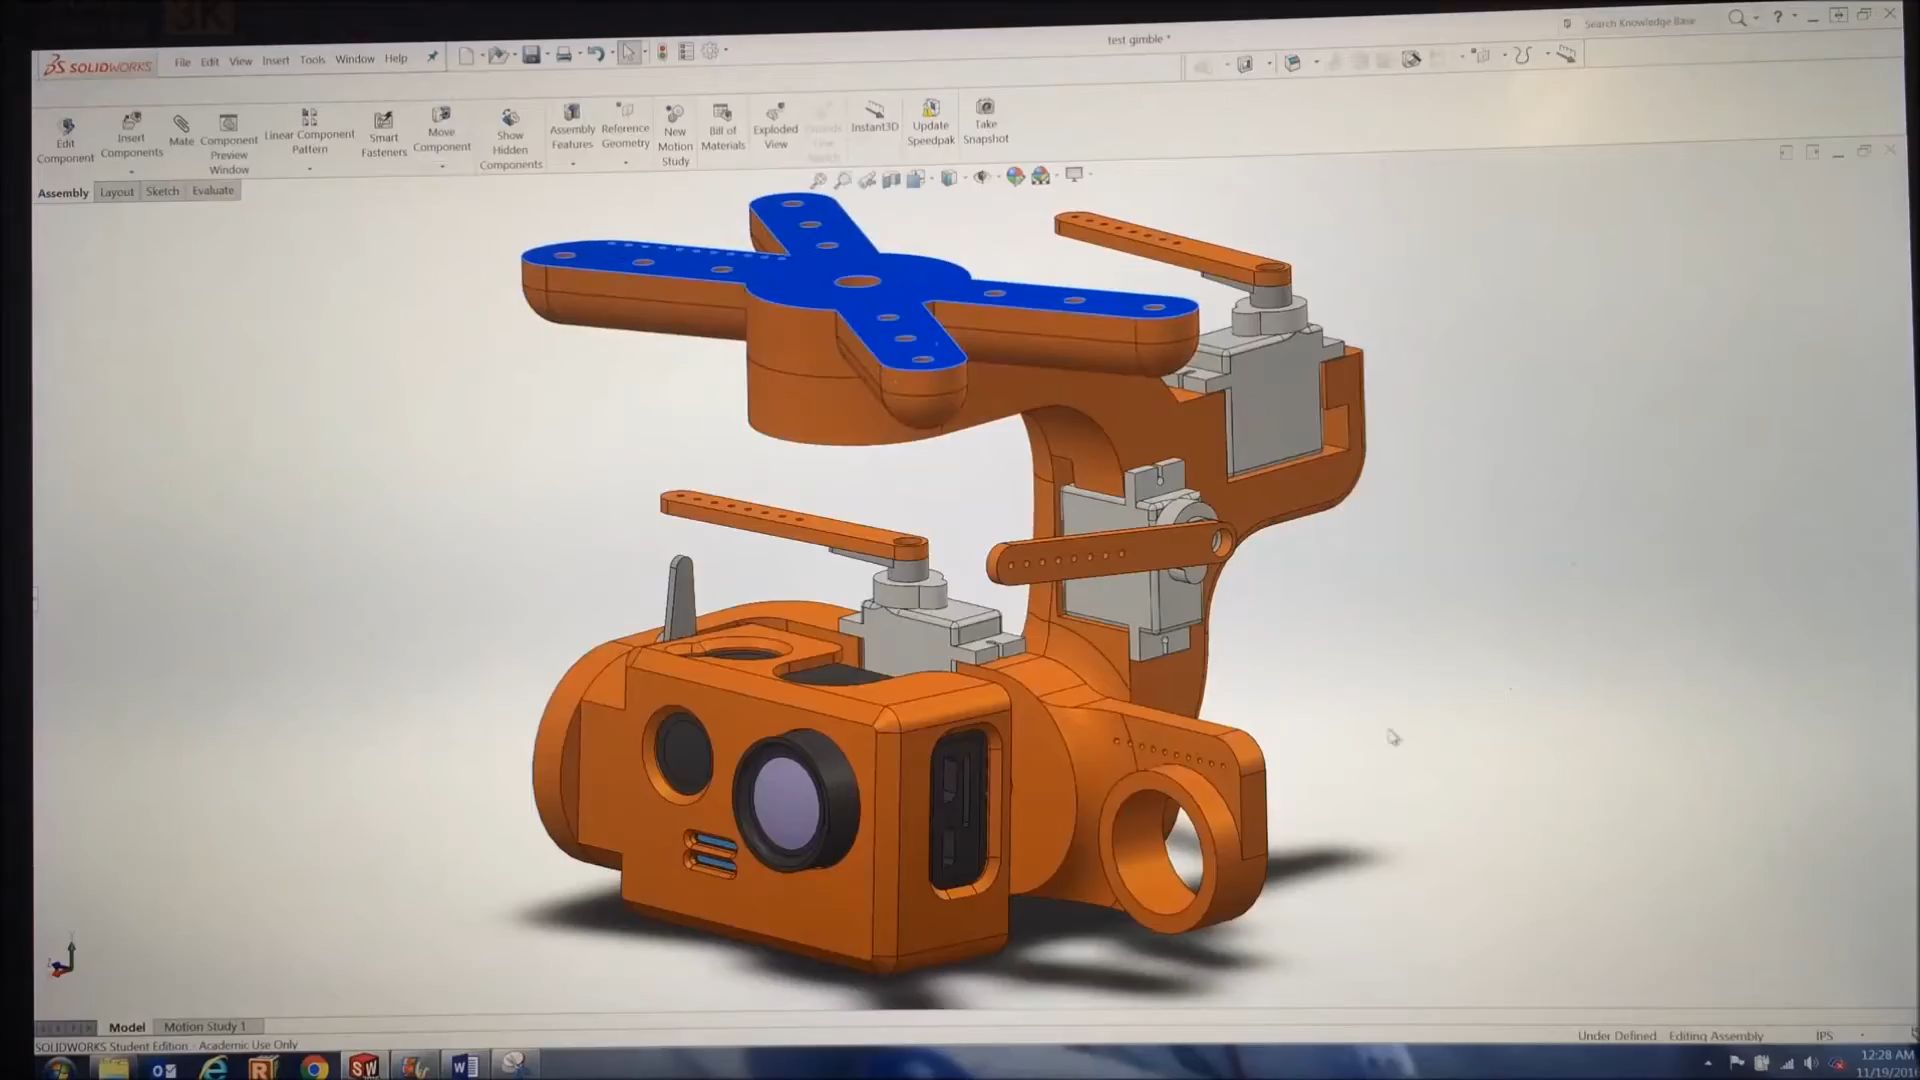 3K
test gimble *
Search Knowledge Base
SOLIDWORKS
File Edit View Insert Tools Window Help
Edit Component
Insert Components
Mate
Component Preview Window
Linear Component Pattern
Smart Fasteners
Move Component
Show Hidden Components
Assembly Features
Reference Geometry
New Motion Study
Bill of Materials
Exploded View
Instant3D
Update Speedpak
Take Snapshot
Assembly Layout Sketch Evaluate
Model Motion Study 1
SOLIDWORKS Student Edition - Academic Use Only
Under Defined Editing Assembly IPS
SW
W
12:28 AM